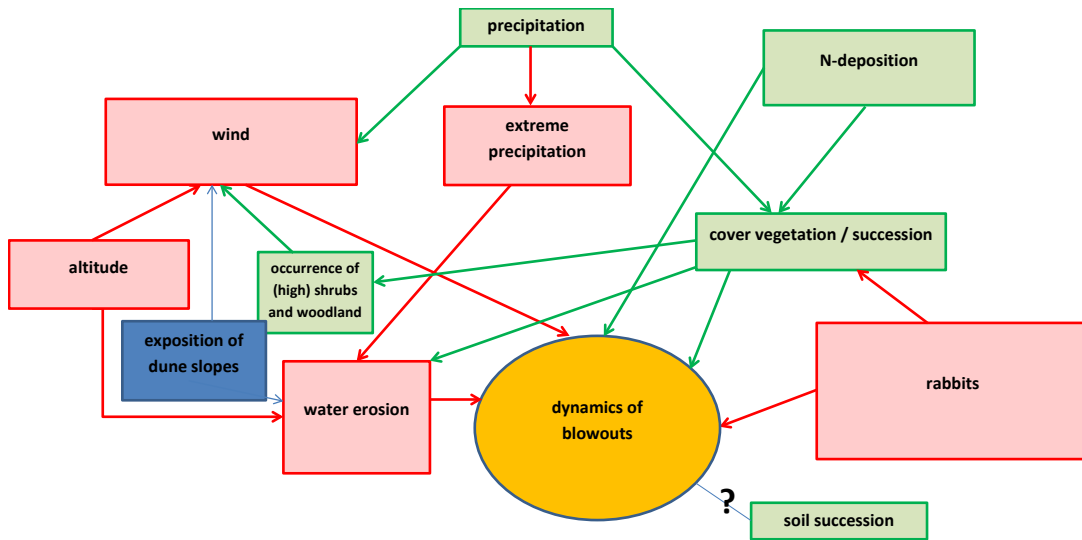 precipitation
N-deposition
wind
extreme
precipitation
cover vegetation / succession
altitude
occurrence of
(high) shrubs
and woodland
exposition of
dune slopes
water erosion
dynamics of
blowouts
rabbits
?
soil succession